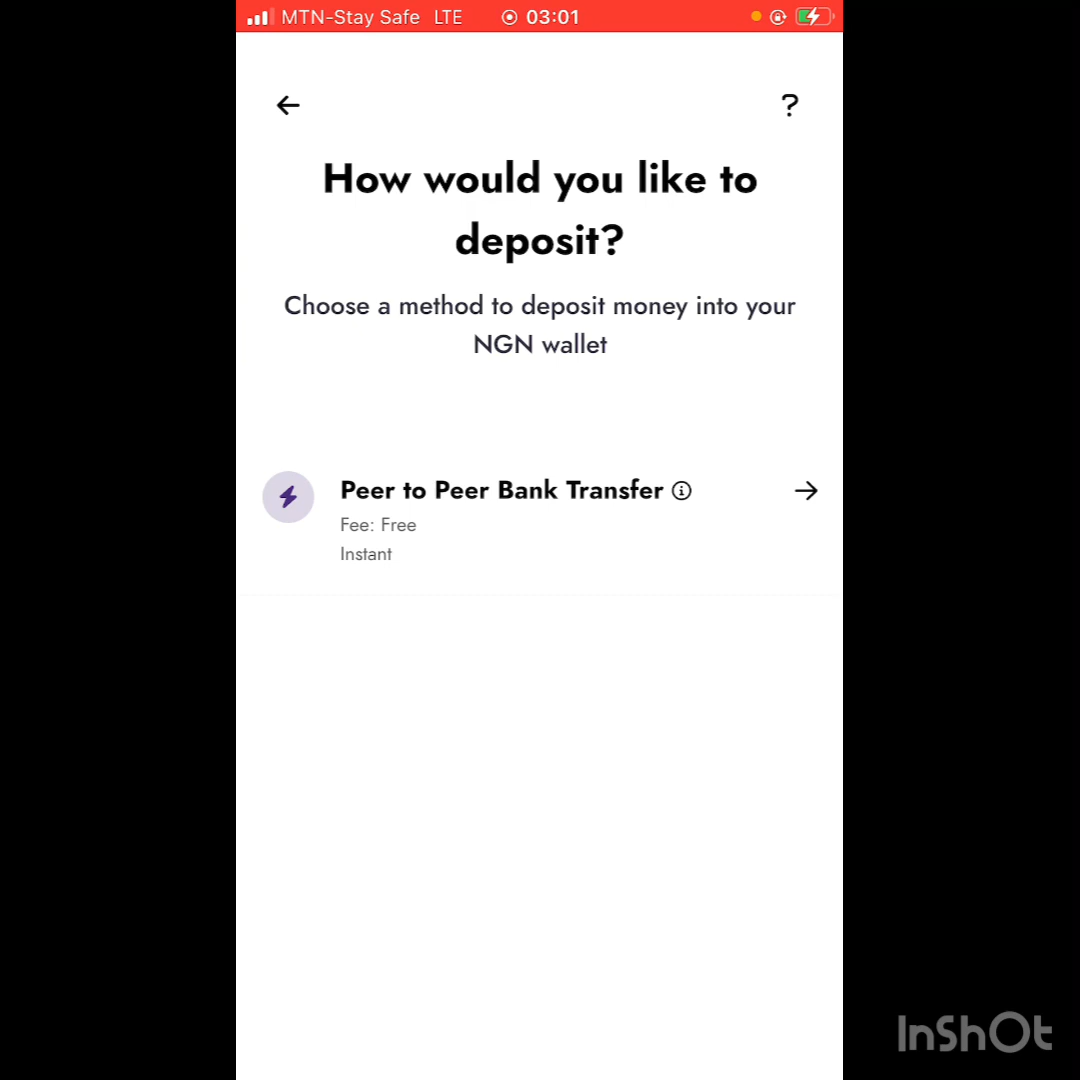 MTN-Stay Safe LTE 03:01
?
How would you like to
deposit?
Choose a method to deposit money into your
NGN wallet
Peer to Peer Bank Transfer
Fee: Free
Instant
InShOt